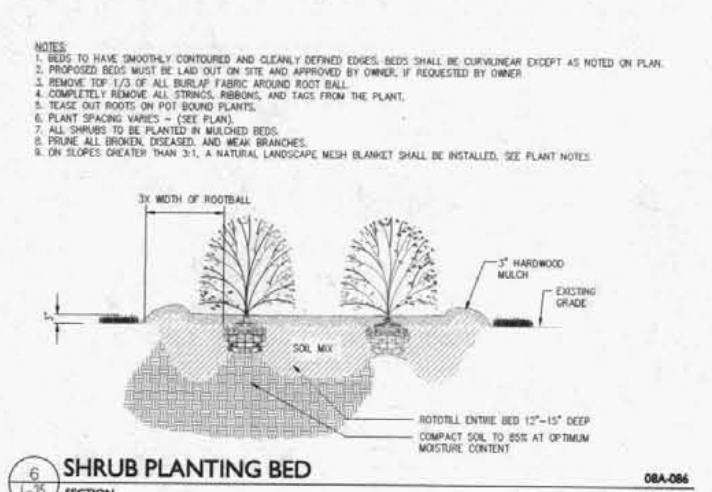 NOTES:
1. BEDS TO HAVE SMOOTHLY CONTOURED AND CLEANLY DEFINED EDGES. BEDS SHALL BE CURVILINEAR EXCEPT AS NOTED ON PLAN.
2. PROPOSED BEDS MUST BE LAID OUT ON SITE AND APPROVED BY OWNER, IF REQUESTED BY OWNER
3. REMOVE TOP 1/3 OF ALL BURLAP FABRIC AROUND ROOT BALL.
4. COMPLETELY REMOVE ALL STRINGS, RIBBONS, AND TAGS FROM THE PLANT.
5. TEASE OUT ROOTS ON POT BOUND PLANTS.
6. PLANT SPACING VARIES ~ (SEE PLAN).
7. ALL SHRUBS TO BE PLANTED IN MULCHED BEDS.
8. PRUNE ALL BROKEN, DISEASED, AND WEAK BRANCHES.
9. ON SLOPES GREATER THAN 3:1, A NATURAL LANDSCAPE MESH BLANKET SHALL BE INSTALLED, SEE PLANT NOTES.
3X WIDTH OF ROOTBALL
3" HARDWOOD
MULCH
EXISTING
GRADE
SOIL MIX
ROTOTILL ENTIRE BED 12"-15" DEEP
COMPACT SOIL TO 85% AT OPTIMUM
MOISTURE CONTENT
6
SHRUB PLANTING BED
08A-086
SECTION